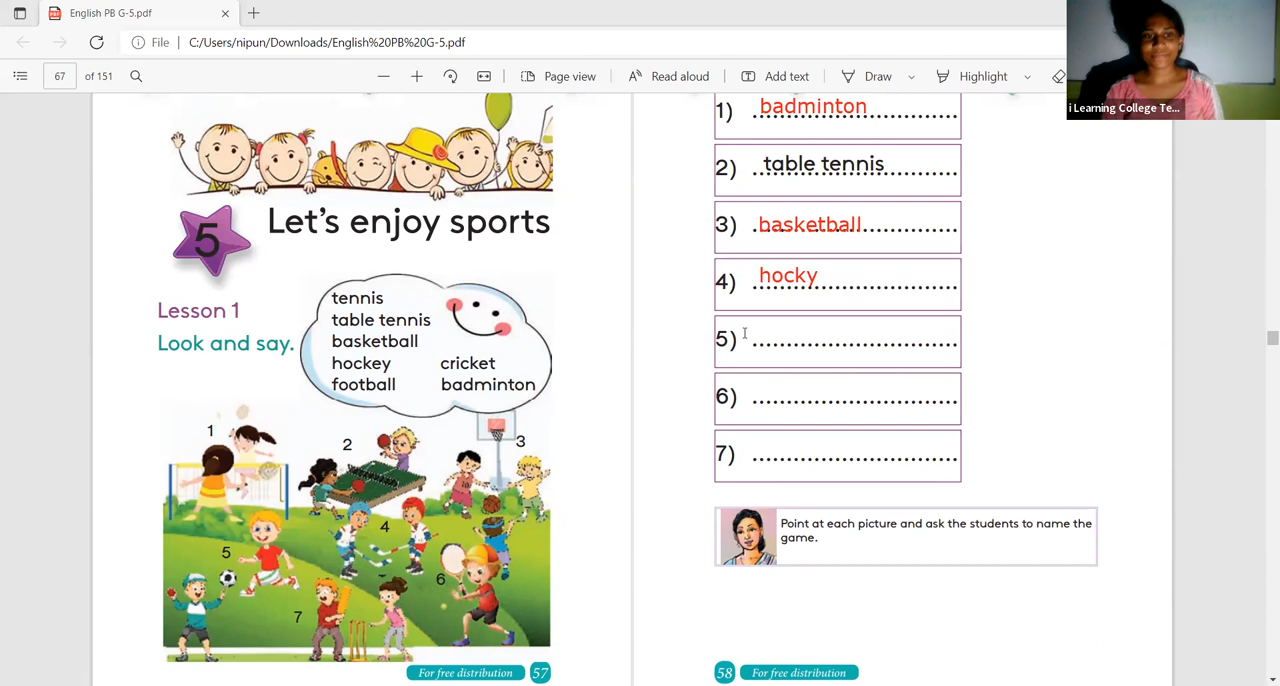 English PB G-5.pdf
File
C:/Users/nipun/Downloads/English%20PB%20G-5.pdf
67 of 151
Page view
Read aloud
Add text
Draw
Highlight
i Learning College Te...
5
Let's enjoy sports
Lesson 1
Look and say.
tennis
table tennis
basketball
hockey cricket
football badminton
1
2
3
4
5
6
7
For free distribution 57
1) badminton
2) table tennis
3) basketball
4) hocky
5)
6)
7)
Point at each picture and ask the students to name the
game.
58 For free distribution